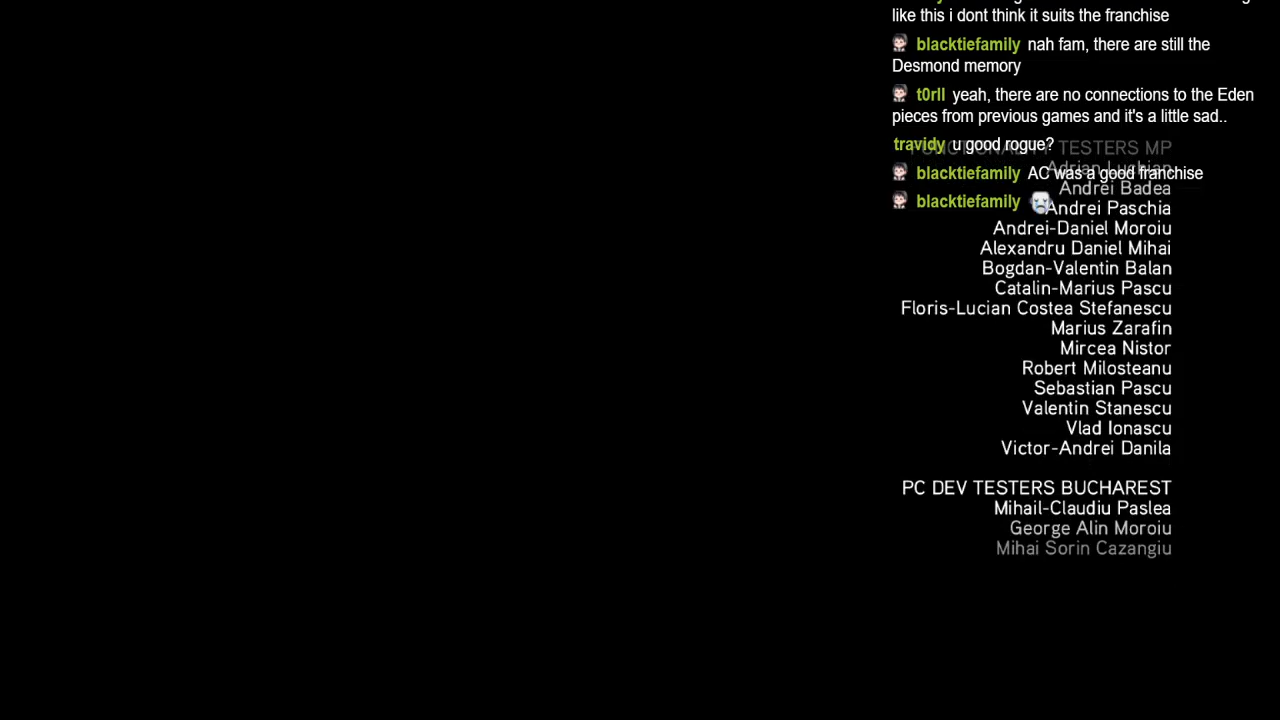 like this i dont think it suits the franchise
blacktiefamily nah fam, there are still the
Desmond memory
t0rll yeah, there are no connections to the Eden
pieces from previous games and it's a little sad..
travidy u good rogue?
blacktiefamily AC was a good franchise
blacktiefamily
TESTERS MP
Adrian Luchian
Andrei Badea
Andrei Paschia
Andrei-Daniel Moroiu
Alexandru Daniel Mihai
Bogdan-Valentin Balan
Catalin-Marius Pascu
Floris-Lucian Costea Stefanescu
Marius Zarafin
Mircea Nistor
Robert Milosteanu
Sebastian Pascu
Valentin Stanescu
Vlad Ionascu
Victor-Andrei Danila
PC DEV TESTERS BUCHAREST
Mihail-Claudiu Paslea
George Alin Moroiu
Mihai Sorin Cazangiu